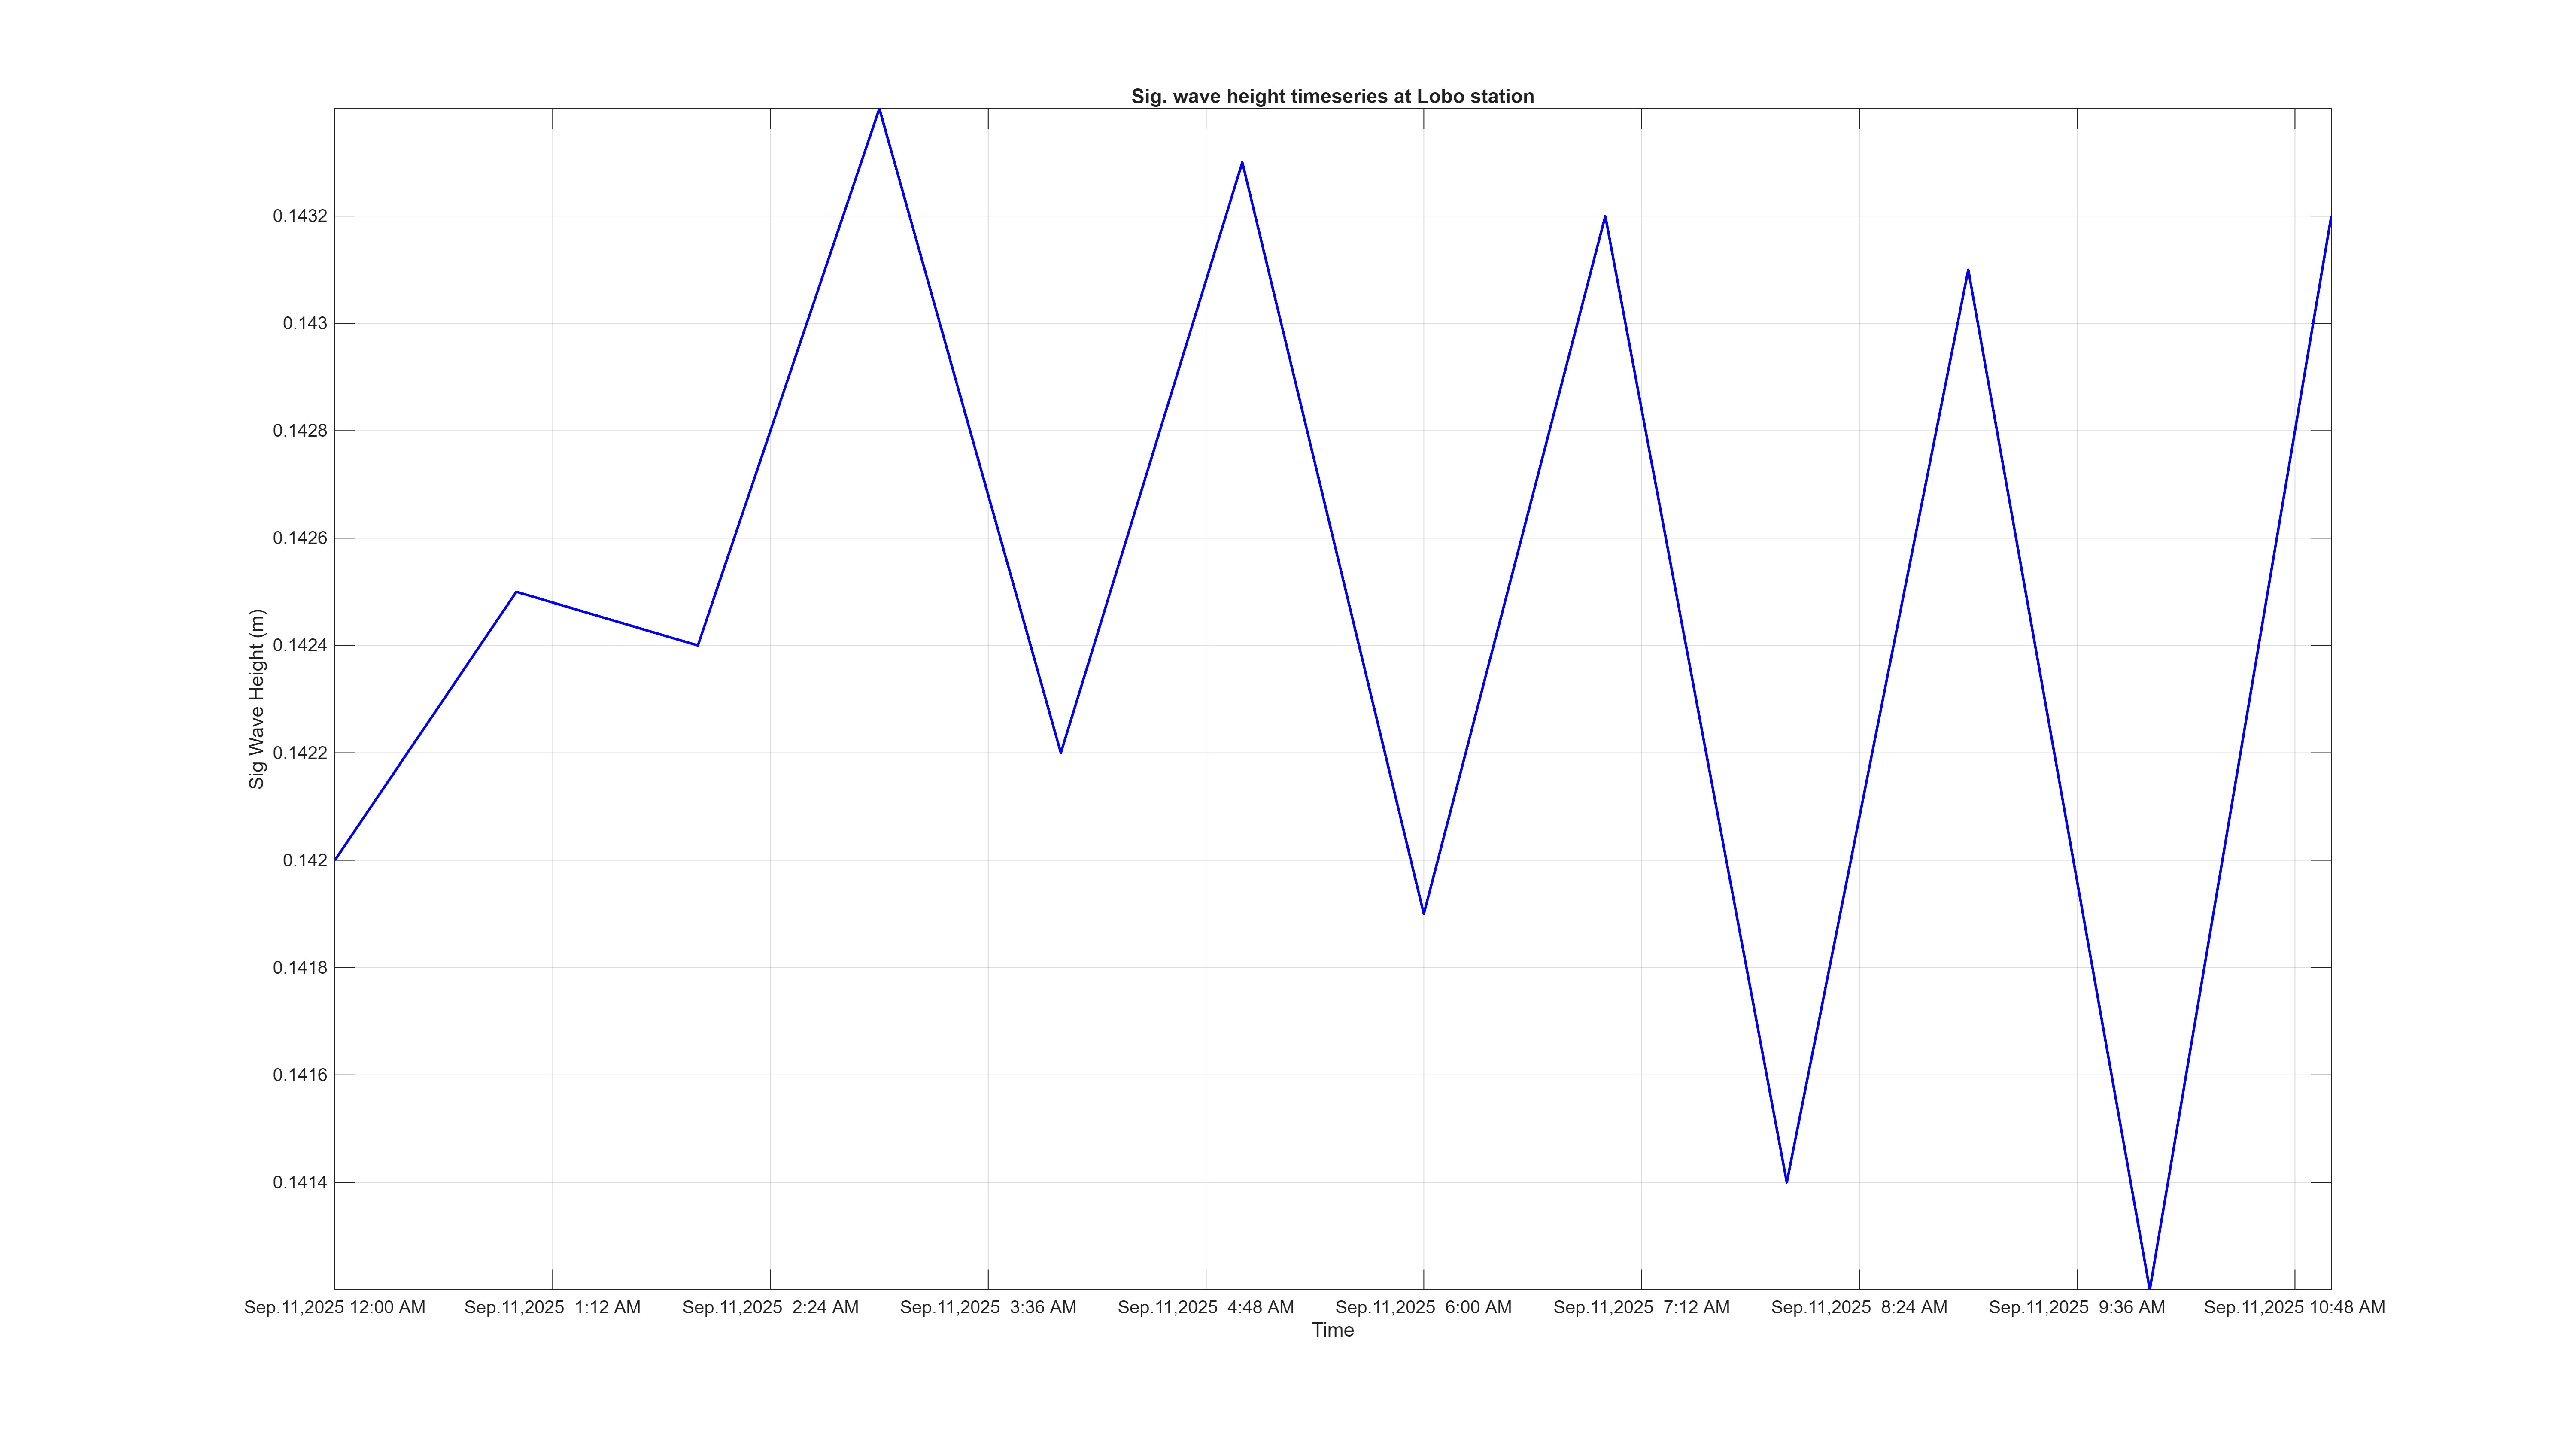 Sig. wave height timeseries at Lobo station
Sig Wave Height (m)
0.1432
0.143
0.1428
0.1426
0.1424
0.1422
0.142
0.1418
0.1416
0.1414
Sep.11,2025 12:00 AM
Sep.11,2025  1:12 AM
Sep.11,2025  2:24 AM
Sep.11,2025  3:36 AM
Sep.11,2025  4:48 AM
Sep.11,2025  6:00 AM
Sep.11,2025  7:12 AM
Sep.11,2025  8:24 AM
Sep.11,2025  9:36 AM
Sep.11,2025 10:48 AM
Time